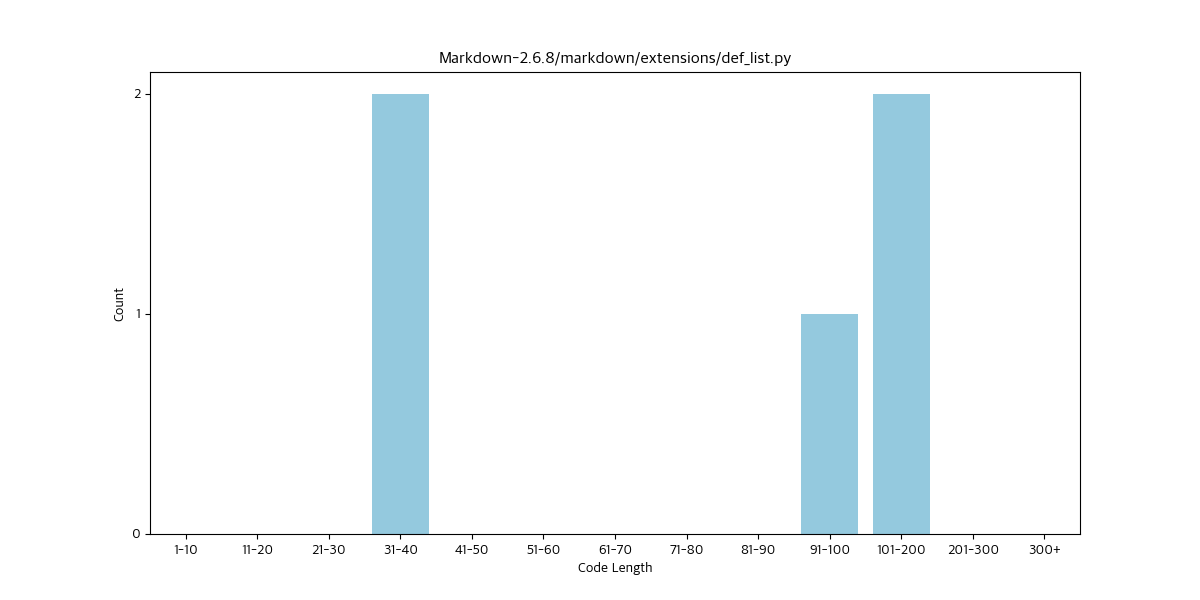 Markdown-2.6.8/markdown/extensions/def_list.py
2
1
0
Count
1-10 11-20 21-30 31-40 41-50 51-60 61-70 71-80 81-90 91-100 101-200 201-300 300+
Code Length